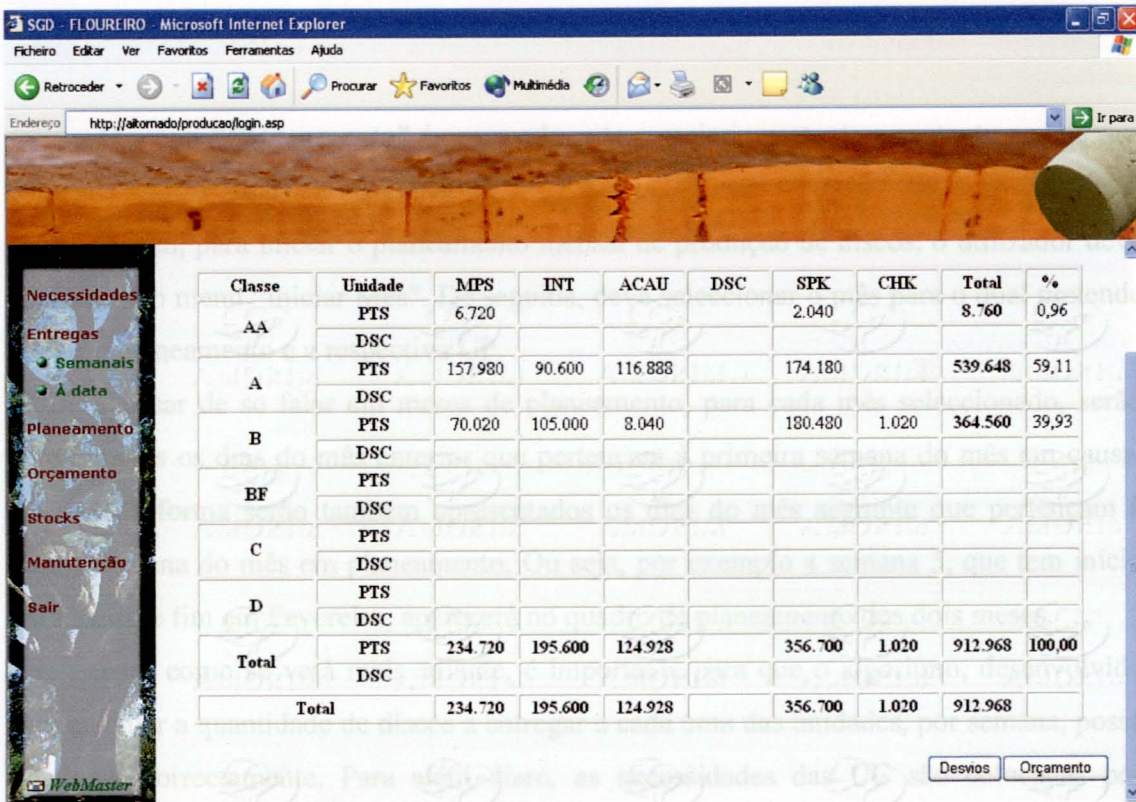 SGD - FLOUREIRO - Microsoft Internet Explorer
Ficheiro Editar Ver Favoritos Ferramentas Ajuda
Retroceder Procurar Favoritos Multimédia
Endereço http://aitornado/producao/login.asp Ir para
Necessidades
Entregas
Semanais
À data
Planeamento
Orçamento
Stocks
Manutenção
Sair
WebMaster
Classe Unidade MPS INT ACAU DSC SPK CHK Total %
AA PTS 6.720 2.040 8.760 0,96
DSC
A PTS 157.980 90.600 116.888 174.180 539.648 59,11
DSC
B PTS 70.020 105.000 8.040 180.480 1.020 364.560 39,93
DSC
BF PTS
DSC
C PTS
DSC
D PTS
DSC
Total PTS 234.720 195.600 124.928 356.700 1.020 912.968 100,00
DSC
Total 234.720 195.600 124.928 356.700 1.020 912.968
Desvios Orçamento